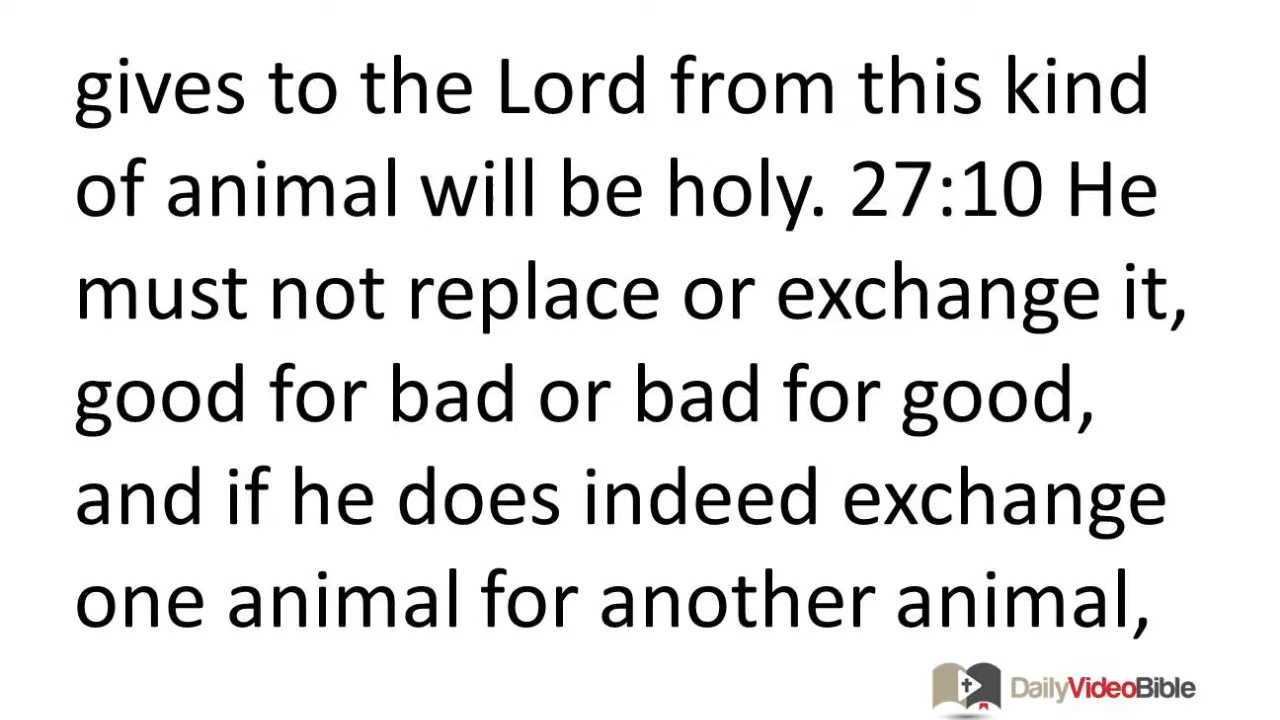 gives to the Lord from this kind
of animal will be holy. 27:10 He
must not replace or exchange it,
good for bad or bad for good,
and if he does indeed exchange
one animal for another animal,
DailyVideoBible